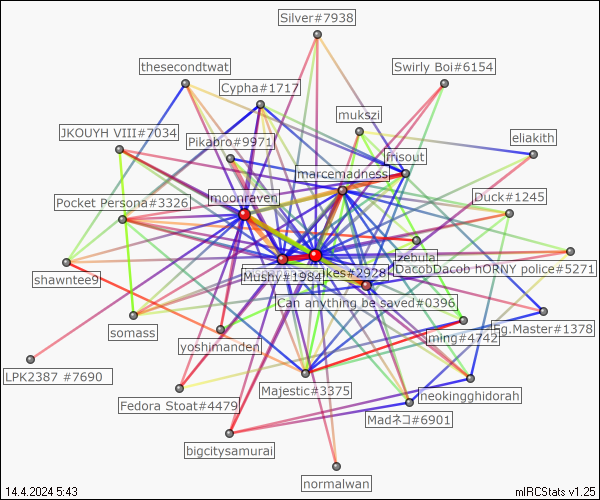 Silver#7938
thesecondtwat
Swirly Boi#6154
Cypha#1717
mukszi
JKOUYH VIII#7034
Pikabro#9971
eliakith
misout
marcemadness
moonraven
Duck#1245
Pocket Persona#3326
zebula
shawntee9
Mushy#1984
ikes#2928
DacobDacob hORNY police#5271
Can anything be saved#0396
somass
yoshimanden
ming#4742
Eg.Master#1378
LPK2387 #7690
Majestic#3375
neokingghidorah
Fedora Stoat#4479
Madネコ#6901
bigcitysamurai
normalwan
14.4.2024 5:43
mIRCStats v1.25